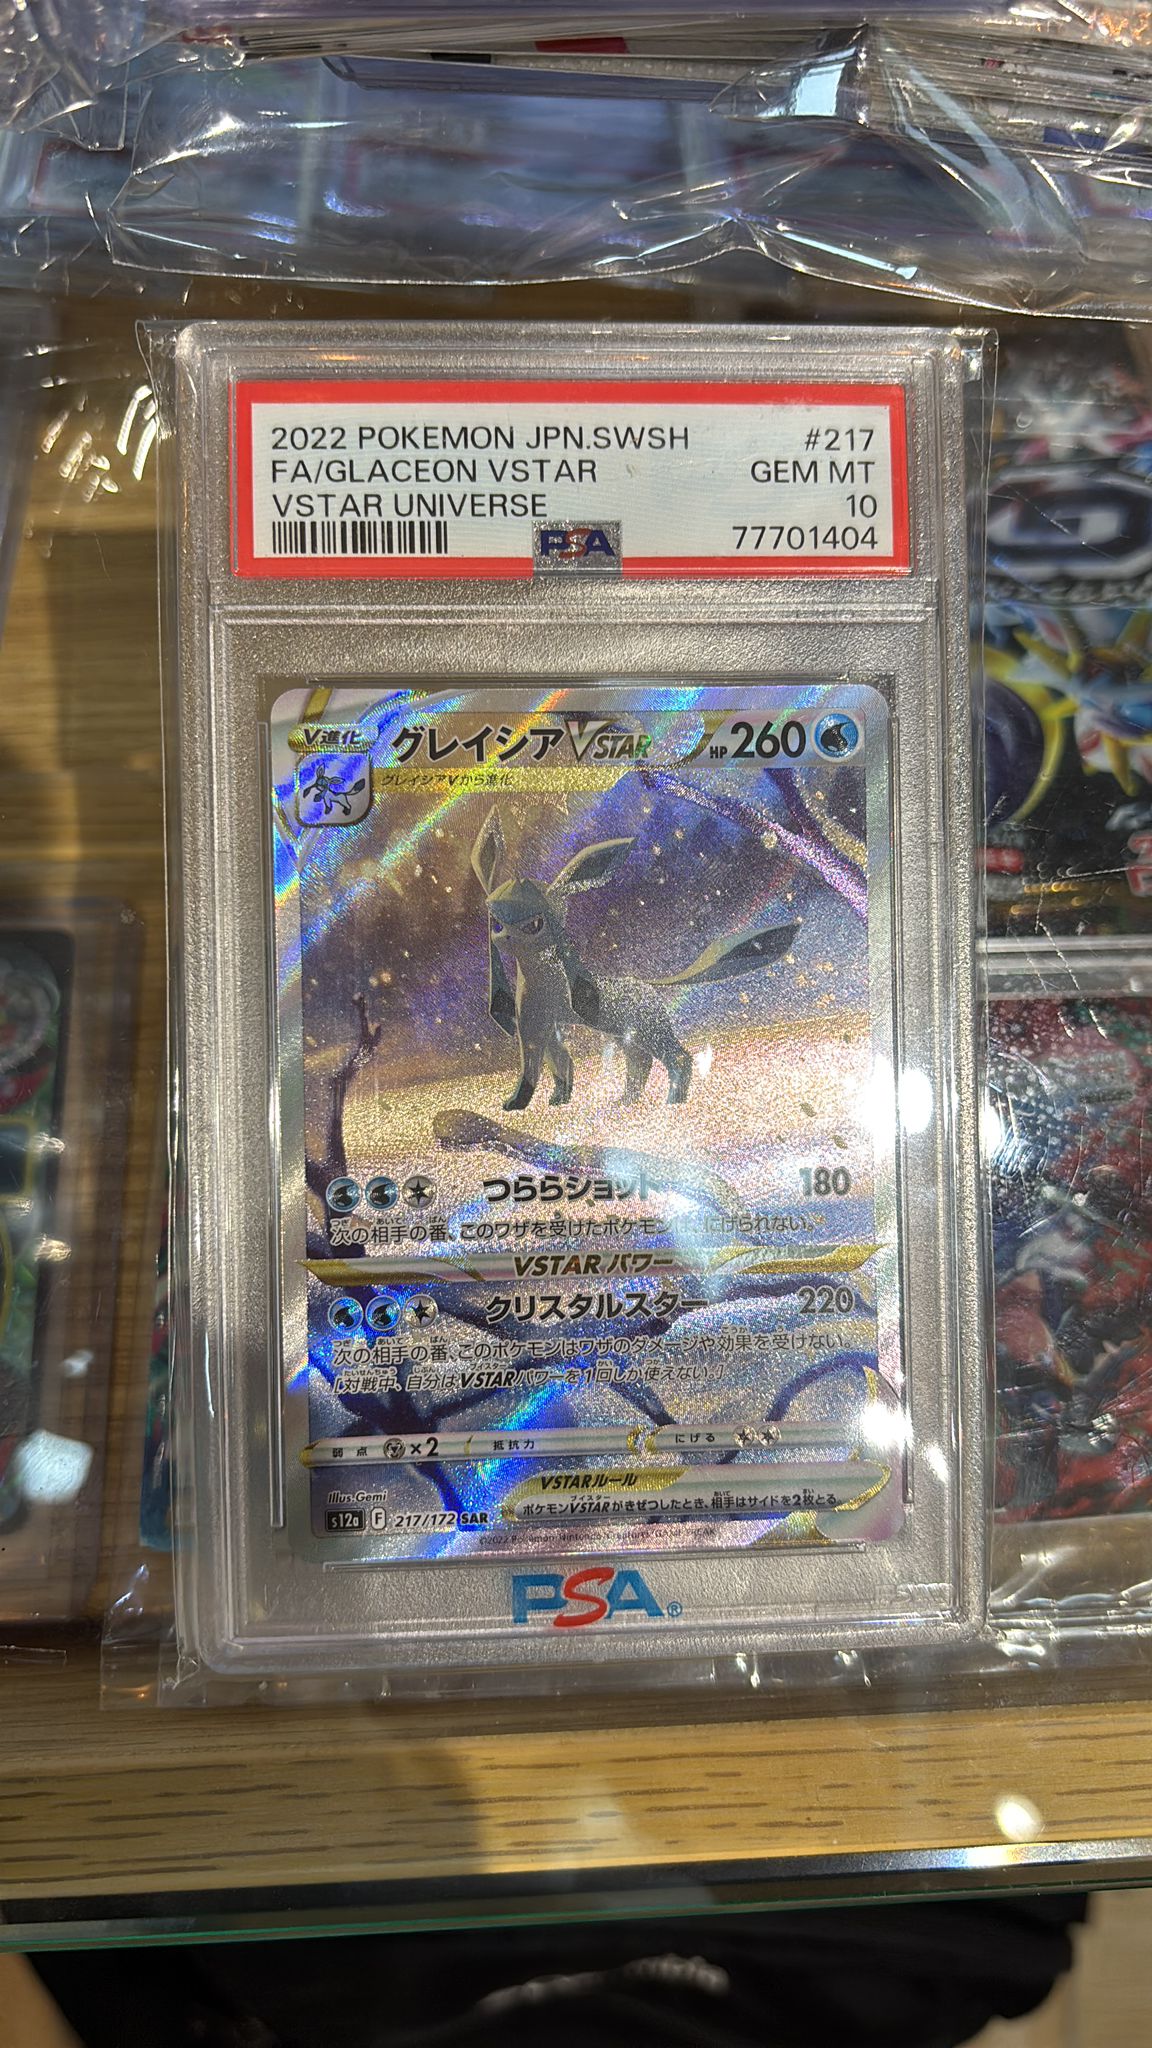 2022 POKEMON JPN.SWSH #217
FA/GLACEON VSTAR GEM MT
VSTAR UNIVERSE 10
PSA 77701404
V進化 グレイシアVSTAR HP260
グレイシアVから進化
つららショット 180
次の相手の番、このワザを受けたポケモンは、にげられない。
VSTARパワー
クリスタルスター 220
次の相手の番、このポケモンはワザのダメージや効果を受けない。
[対戦中、自分はVSTARパワーを1回しか使えない。]
弱点 ×2 抵抗力 にげる
VSTARルール
ポケモンVSTARがきぜつしたとき、相手はサイドを2枚とる。
Illus.Gemi
s12a F 217/172 SAR
©2022 Pokémon/Nintendo/Creatures/GAME FREAK
PSA®